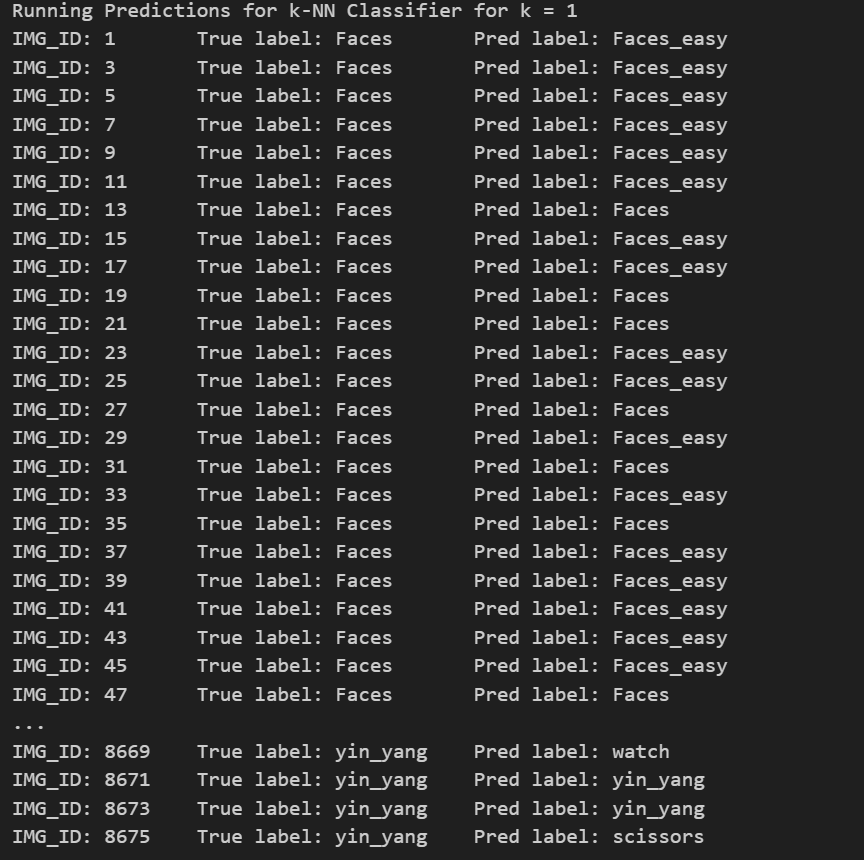 Running Predictions for k-NN Classifier for k = 1
IMG_ID: 1 True label: Faces Pred label: Faces_easy
IMG_ID: 3 True label: Faces Pred label: Faces_easy
IMG_ID: 5 True label: Faces Pred label: Faces_easy
IMG_ID: 7 True label: Faces Pred label: Faces_easy
IMG_ID: 9 True label: Faces Pred label: Faces_easy
IMG_ID: 11 True label: Faces Pred label: Faces_easy
IMG_ID: 13 True label: Faces Pred label: Faces
IMG_ID: 15 True label: Faces Pred label: Faces_easy
IMG_ID: 17 True label: Faces Pred label: Faces_easy
IMG_ID: 19 True label: Faces Pred label: Faces
IMG_ID: 21 True label: Faces Pred label: Faces
IMG_ID: 23 True label: Faces Pred label: Faces_easy
IMG_ID: 25 True label: Faces Pred label: Faces_easy
IMG_ID: 27 True label: Faces Pred label: Faces
IMG_ID: 29 True label: Faces Pred label: Faces_easy
IMG_ID: 31 True label: Faces Pred label: Faces
IMG_ID: 33 True label: Faces Pred label: Faces_easy
IMG_ID: 35 True label: Faces Pred label: Faces
IMG_ID: 37 True label: Faces Pred label: Faces_easy
IMG_ID: 39 True label: Faces Pred label: Faces_easy
IMG_ID: 41 True label: Faces Pred label: Faces_easy
IMG_ID: 43 True label: Faces Pred label: Faces_easy
IMG_ID: 45 True label: Faces Pred label: Faces_easy
IMG_ID: 47 True label: Faces Pred label: Faces
...
IMG_ID: 8669 True label: yin_yang Pred label: watch
IMG_ID: 8671 True label: yin_yang Pred label: yin_yang
IMG_ID: 8673 True label: yin_yang Pred label: yin_yang
IMG_ID: 8675 True label: yin_yang Pred label: scissors